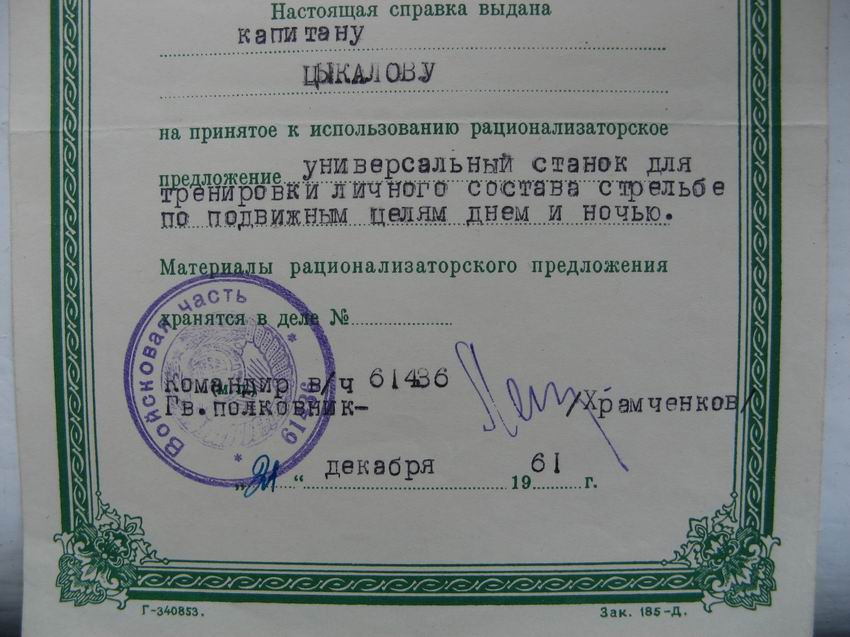 Настоящая справка выдана
капитану
ЦЫКАЛОВУ
на принятое к использованию рационализаторское
предложение универсальный станок для
тренировки личного состава стрельбе
по подвижным целям днем и ночью.
Материалы рационализаторского предложения
хранятся в деле №
Войсковая часть
61436
Командир в/ч 61436
Гв.полковник- /Храмченков/
„ “ декабря 1961 г.
Г-340853. Зак. 185-Д.